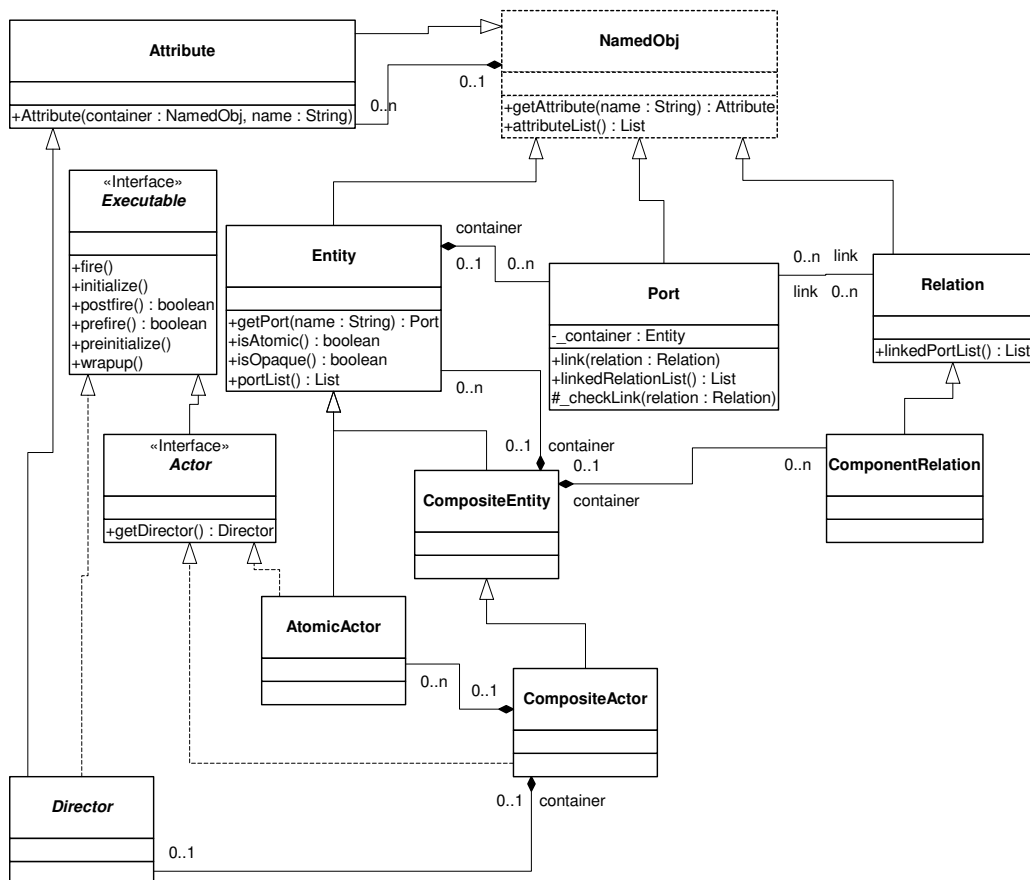 Attribute
+Attribute(container : NamedObj, name : String)
NamedObj
+getAttribute(name : String) : Attribute
+attributeList() : List
0..1
0..n
«Interface»
Executable
+fire()
+initialize()
+postfire() : boolean
+prefire() : boolean
+preinitialize()
+wrapup()
Entity
+getPort(name : String) : Port
+isAtomic() : boolean
+isOpaque() : boolean
+portList() : List
container
0..1
0..n
Port
-_container : Entity
+link(relation : Relation)
+linkedRelationList() : List
#_checkLink(relation : Relation)
0..n
link
link
0..n
Relation
+linkedPortList() : List
«Interface»
Actor
+getDirector() : Director
0..n
0..1
container
0..1
container
0..n
CompositeEntity
ComponentRelation
AtomicActor
0..n
0..1
CompositeActor
0..1
container
Director
0..1